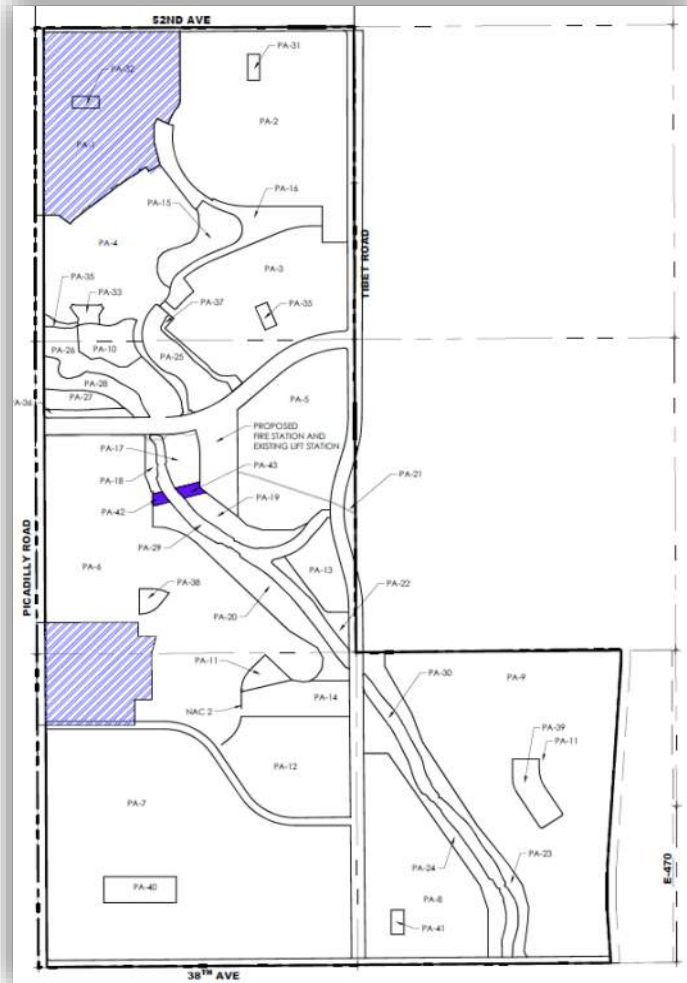 52ND AVE
PA-31
PA-32
PA-2
PA-1
PA-16
PA-15
PA-4
TIBET ROAD
PA-3
PA-35
PA-33
PA-37
PA-35
PA-26
PA-10
PA-25
PA-28
PA-27
PA-5
PA-36
PROPOSED
FIRE STATION AND
EXISTING LIFT STATION
PA-17
PA-43
PA-18
PA-21
PA-19
PA-42
PA-29
PICADILLY ROAD
PA-6
PA-13
PA-38
PA-22
PA-20
PA-11
PA-30
PA-9
PA-14
NAC 2
PA-39
PA-11
PA-12
PA-7
PA-23
PA-24
E-470
PA-40
PA-8
PA-41
38TH AVE